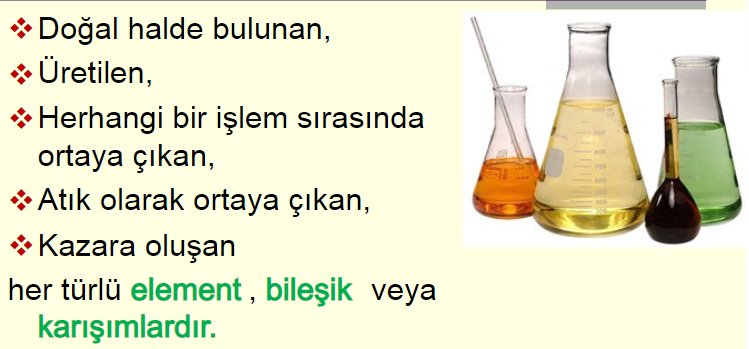 Doğal halde bulunan,
Üretilen,
Herhangi bir işlem sırasında
ortaya çıkan,
Atık olarak ortaya çıkan,
Kazara oluşan
her türlü element , bileşik veya
karışımlardır.